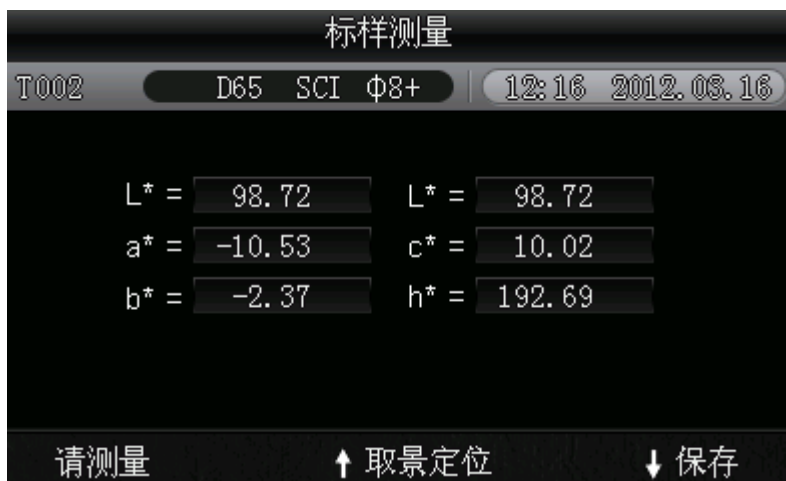 标样测量
T002 D65 SCI Φ8+ 12:16 2012.08.16
L* = 98.72 L* = 98.72
a* = -10.53 c* = 10.02
b* = -2.37 h* = 192.69
请测量 ↑ 取景定位 ↓ 保存